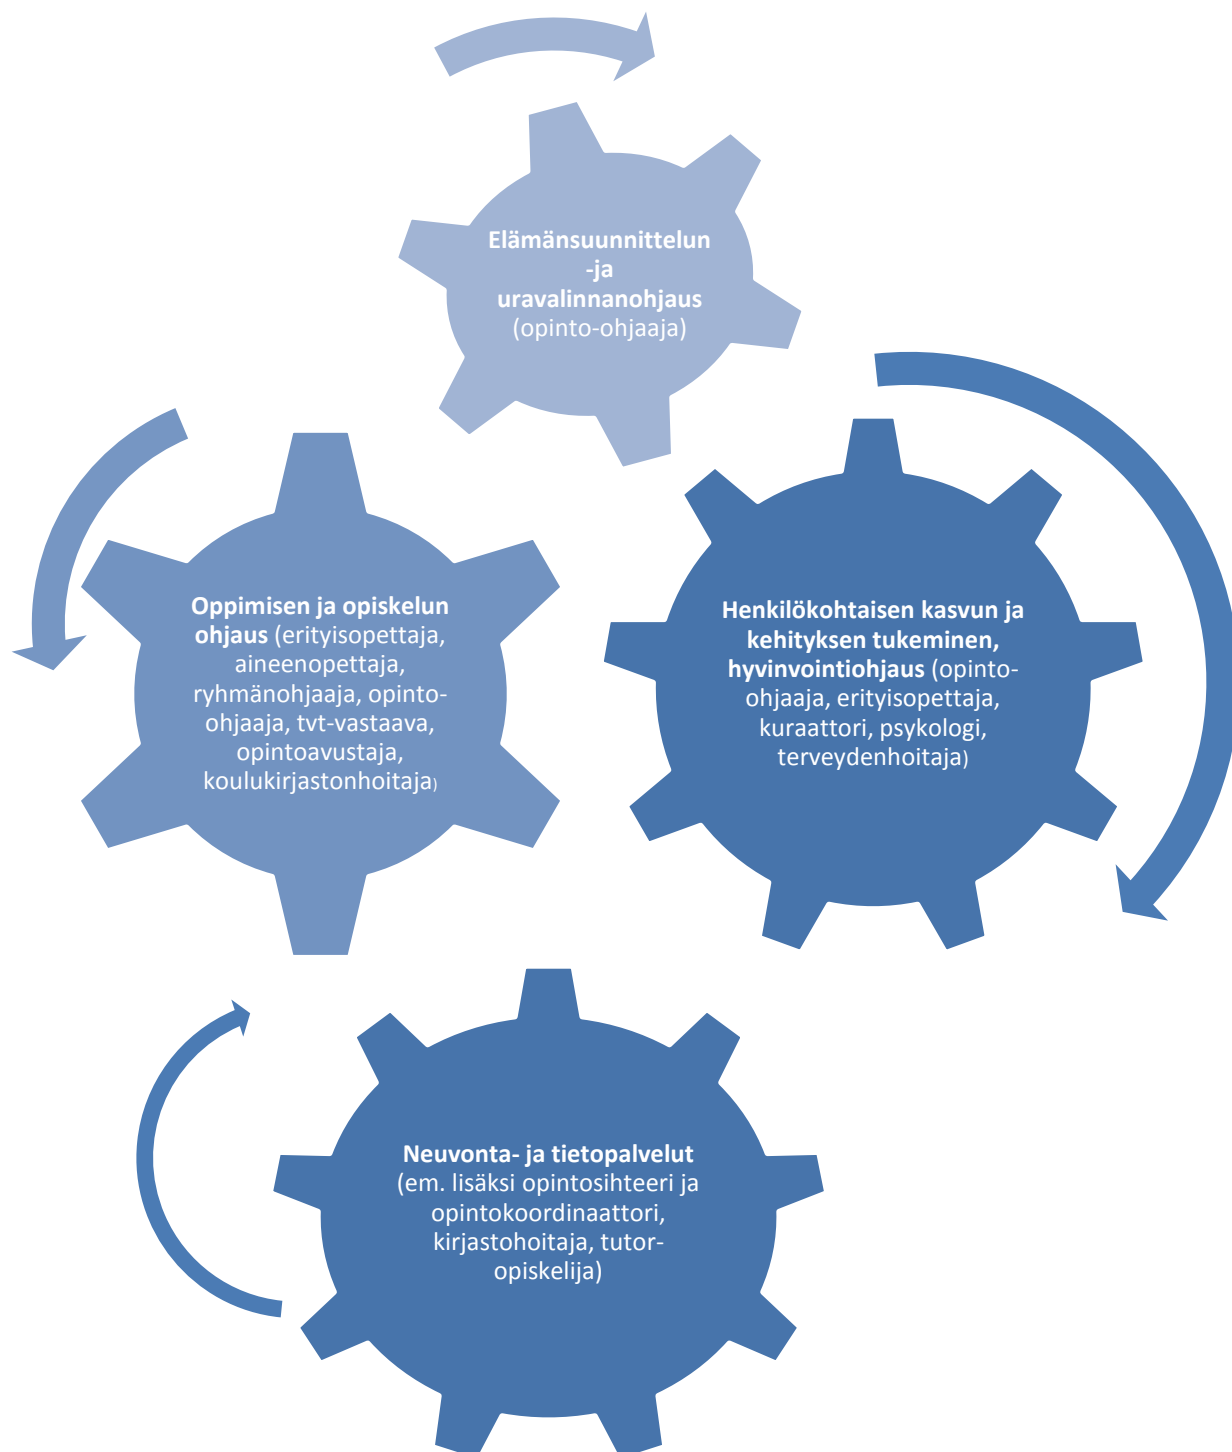 Elämänsuunnittelun
-ja
uravalinnanohjaus
(opinto-ohjaaja)
Oppimisen ja opiskelun
ohjaus (erityisopettaja,
aineenopettaja,
ryhmänohjaaja, opinto-
ohjaaja, tvt-vastaava,
opintoavustaja,
koulukirjastonhoitaja)
Henkilökohtaisen kasvun ja
kehityksen tukeminen,
hyvinvointiohjaus (opinto-
ohjaaja, erityisopettaja,
kuraattori, psykologi,
terveydenhoitaja)
Neuvonta- ja tietopalvelut
(em. lisäksi opintosihteeri ja
opintokoordinaattori,
kirjastohoitaja, tutor-
opiskelija)